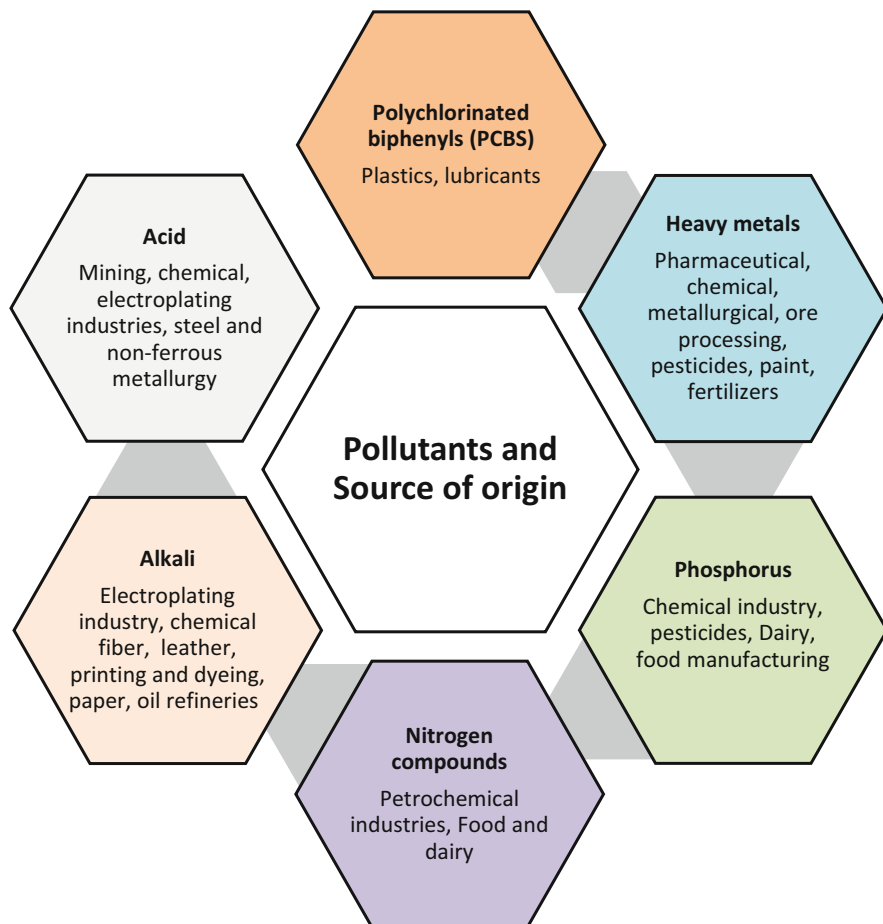 Polychlorinated
biphenyls (PCBS)
Plastics, lubricants
Heavy metals
Pharmaceutical,
chemical,
metallurgical, ore
processing,
pesticides, paint,
fertilizers
Phosphorus
Chemical industry,
pesticides, Dairy,
food manufacturing
Nitrogen
compounds
Petrochemical
industries, Food and
dairy
Alkali
Electroplating
industry, chemical
fiber, leather,
printing and dyeing,
paper, oil refineries
Acid
Mining, chemical,
electroplating
industries, steel and
non-ferrous
metallurgy
Pollutants and
Source of origin